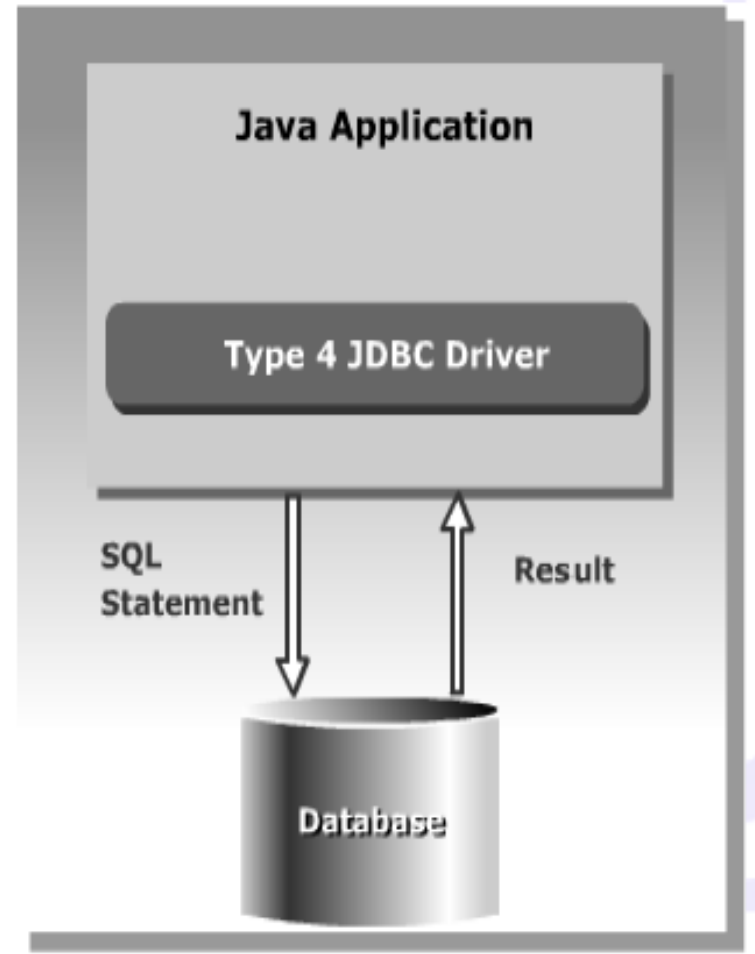 Java Application
Type 4 JDBC Driver
SQL
Statement
Result
Database